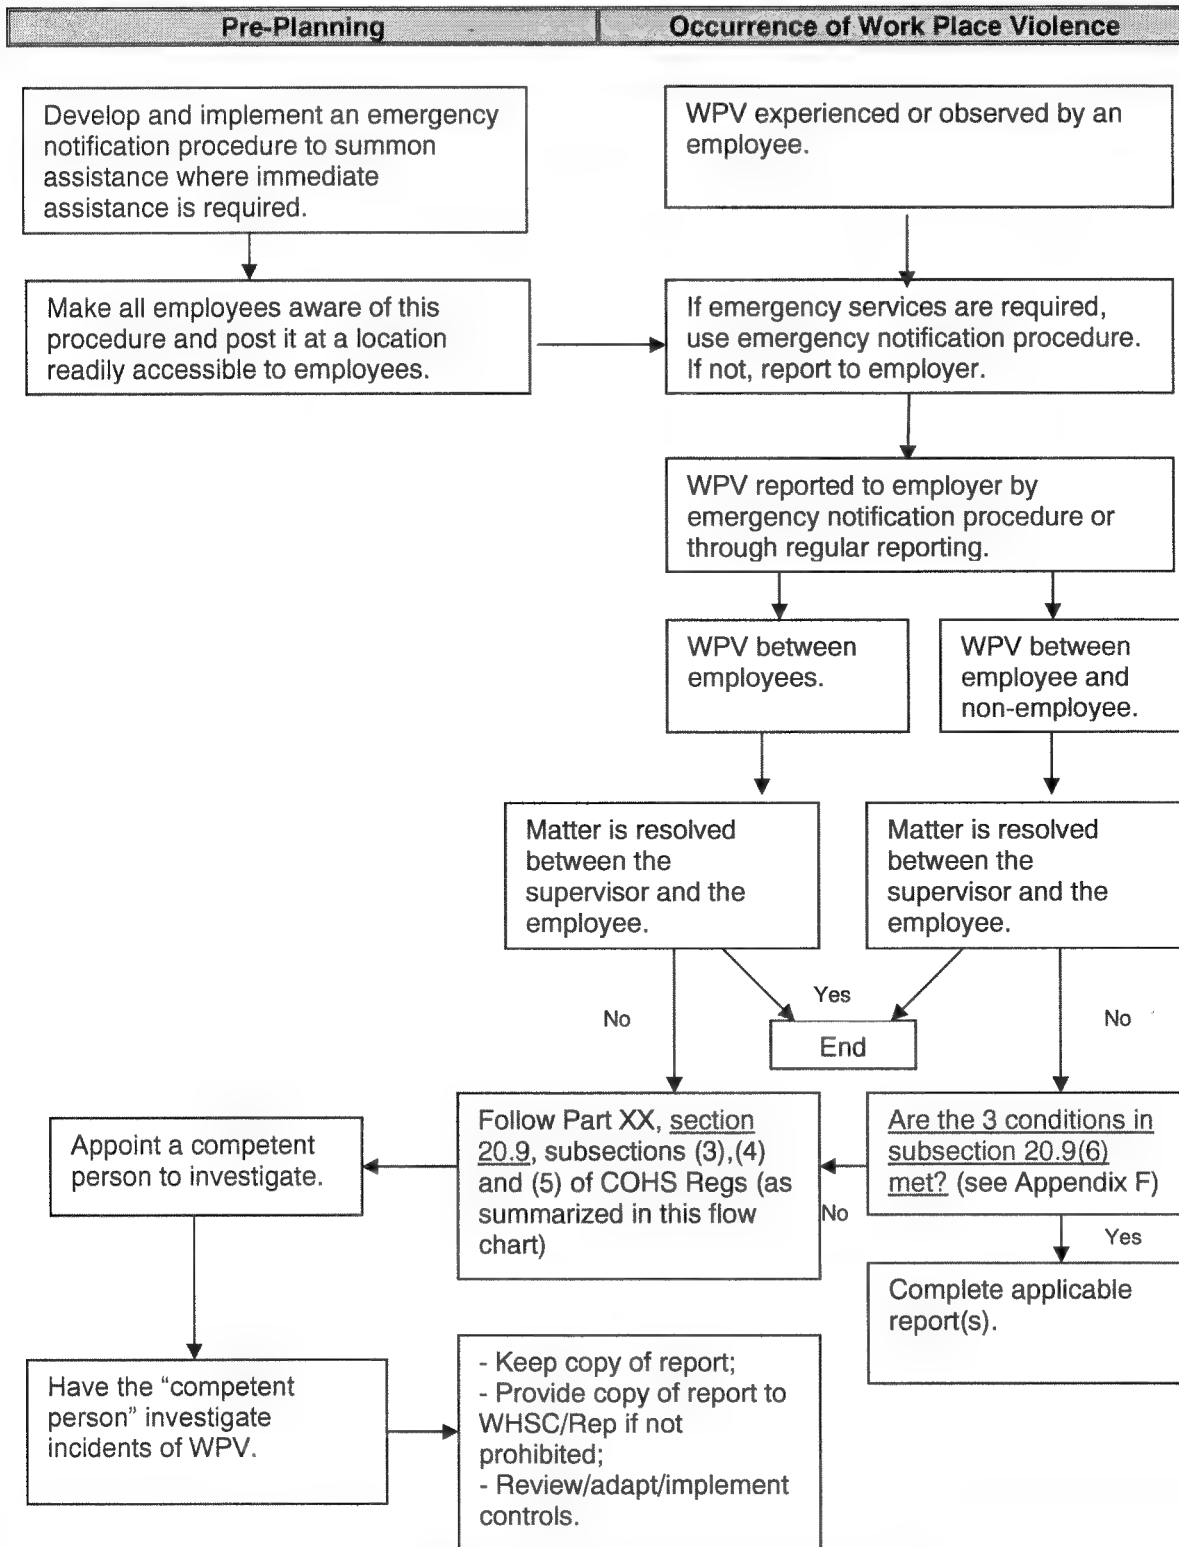 Pre-Planning
Occurrence of Work Place Violence
Develop and implement an emergency
notification procedure to summon
assistance where immediate
assistance is required.
WPV experienced or observed by an
employee.
Make all employees aware of this
procedure and post it at a location
readily accessible to employees.
If emergency services are required,
use emergency notification procedure.
If not, report to employer.
WPV reported to employer by
emergency notification procedure or
through regular reporting.
WPV between
employees.
WPV between
employee and
non-employee.
Matter is resolved
between the
supervisor and the
employee.
Matter is resolved
between the
supervisor and the
employee.
Yes
No
No
End
Appoint a competent
person to investigate.
Follow Part XX, section
20.9, subsections (3),(4)
and (5) of COHS Regs (as
summarized in this flow
chart)
Are the 3 conditions in
subsection 20.9(6)
met? (see Appendix F)
No
Yes
Complete applicable
report(s).
Have the “competent
person” investigate
incidents of WPV.
- Keep copy of report;
- Provide copy of report to
WHSC/Rep if not
prohibited;
- Review/adapt/implement
controls.